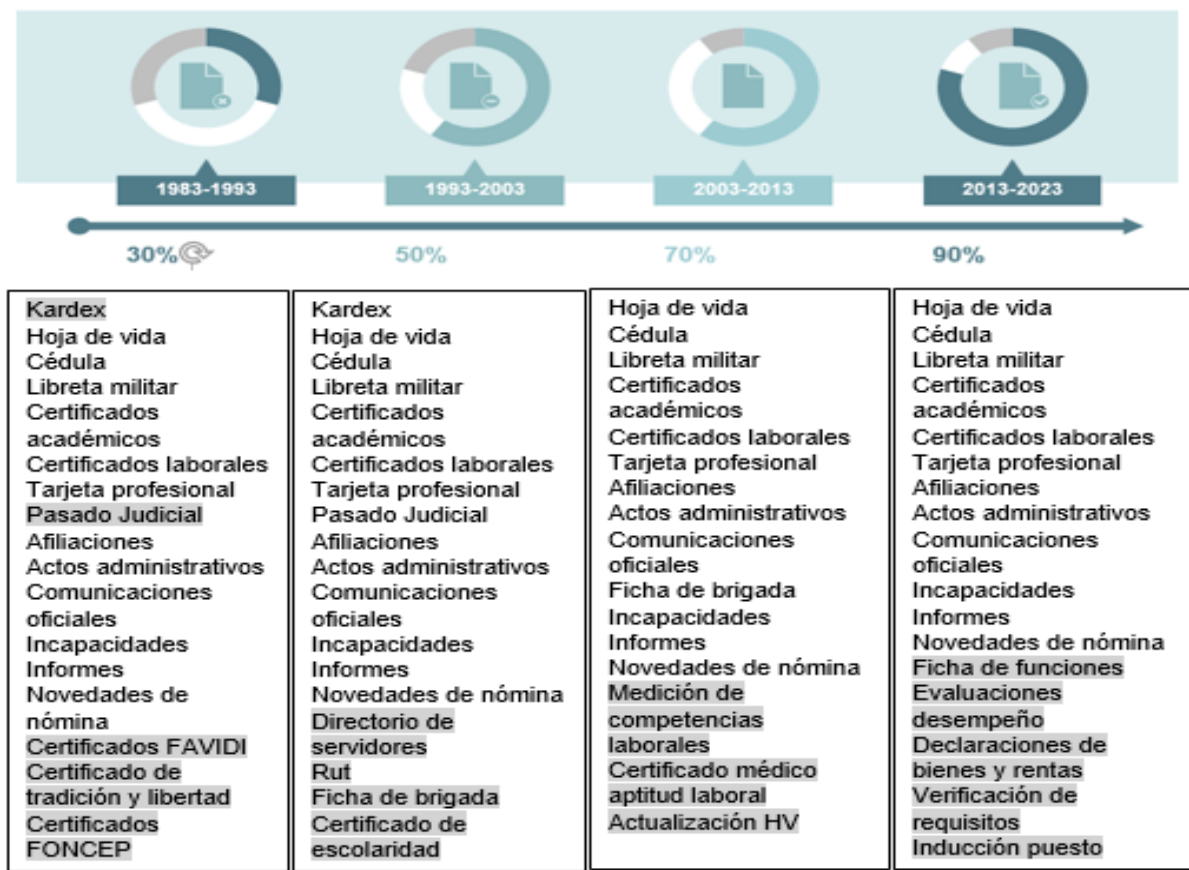 1983-1993
1993-2003
2003-2013
2013-2023
30%
50%
70%
90%
Kardex
Hoja de vida
Cédula
Libreta militar
Certificados
académicos
Certificados laborales
Tarjeta profesional
Pasado Judicial
Afiliaciones
Actos administrativos
Comunicaciones
oficiales
Incapacidades
Informes
Novedades de
nómina
Certificados FAVIDI
Certificado de
tradición y libertad
Certificados
FONCEP
Kardex
Hoja de vida
Cédula
Libreta militar
Certificados
académicos
Certificados laborales
Tarjeta profesional
Pasado Judicial
Afiliaciones
Actos administrativos
Comunicaciones
oficiales
Incapacidades
Informes
Novedades de nómina
Directorio de
servidores
Rut
Ficha de brigada
Certificado de
escolaridad
Hoja de vida
Cédula
Libreta militar
Certificados
académicos
Certificados laborales
Tarjeta profesional
Afiliaciones
Actos administrativos
Comunicaciones
oficiales
Ficha de brigada
Incapacidades
Informes
Novedades de nómina
Medición de
competencias
laborales
Certificado médico
aptitud laboral
Actualización HV
Hoja de vida
Cédula
Libreta militar
Certificados
académicos
Certificados laborales
Tarjeta profesional
Afiliaciones
Actos administrativos
Comunicaciones
oficiales
Incapacidades
Informes
Novedades de nómina
Ficha de funciones
Evaluaciones
desempeño
Declaraciones de
bienes y rentas
Verificación de
requisitos
Inducción puesto